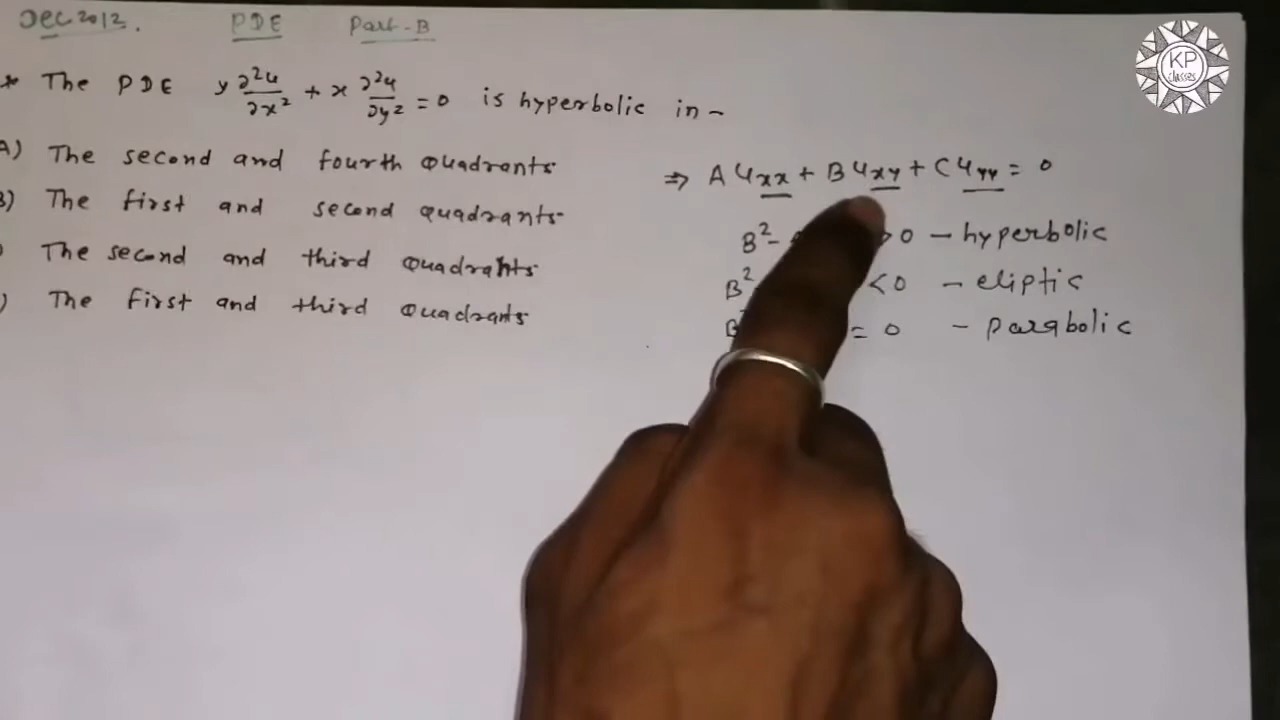 Dec 2012. PDE Part-B
* The PDE y ∂²u/∂x² + x ∂²u/∂y² = 0 is hyperbolic in -
A) The second and fourth Quadrants
B) The first and second quadrants
) The second and third Quadrants
) The First and third Quadrants
⇒ A uxx + B uxy + C uyy = 0
B² - > 0 - hyperbolic
B² < 0 - eliptic
B = 0 - parabolic
KP
classes